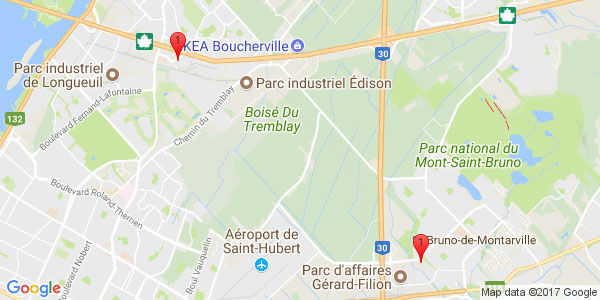 1
IKEA Boucherville
30
Parc industriel
de Longueuil
Parc industriel Édison
Boulevard Fernand-Lafontaine
Chemin du Tremblay
Boisé Du
Tremblay
132
Parc national du
Mont-Saint-Bruno
Boulevard Roland-Therrien
Boul Vauquelin
Boulevard Nobert
Aéroport de
Saint-Hubert
30
1
Bruno-de-Montarville
Parc d'affaires
Gérard-Filion
Google
Map data ©2017 Google